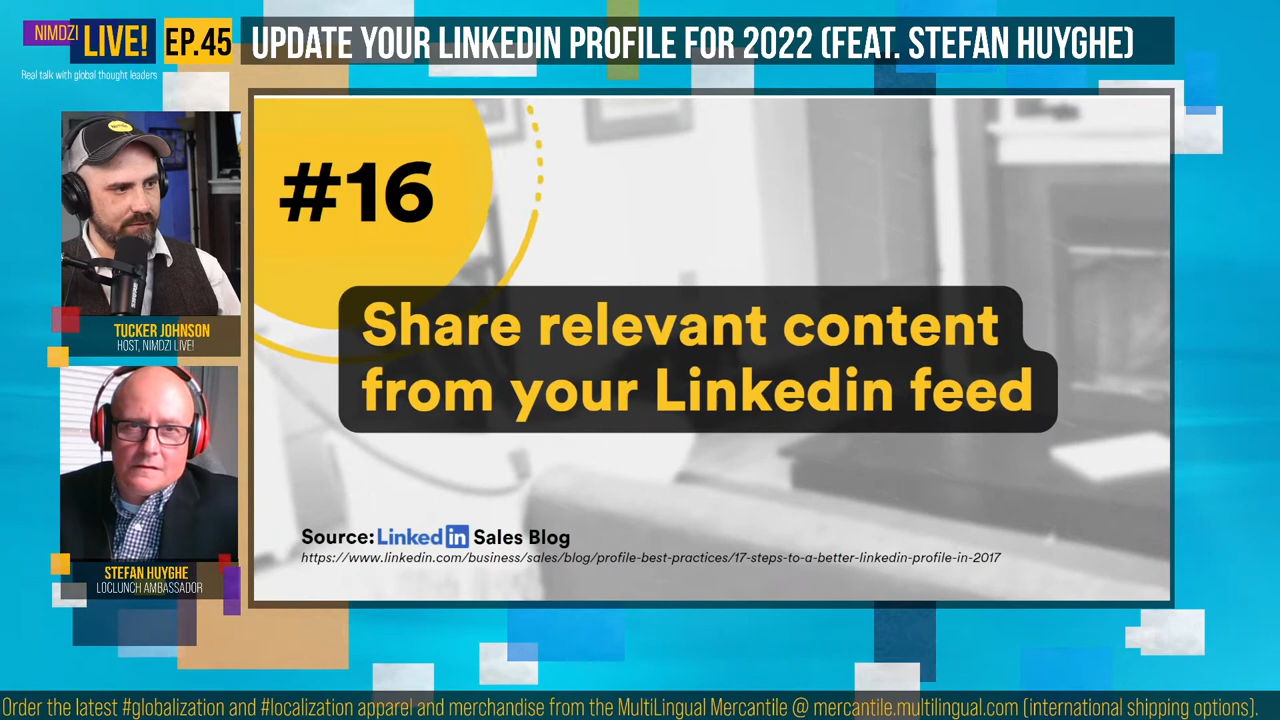 NIMDZI
LIVE!
EP.45
UPDATE YOUR LINKEDIN PROFILE FOR 2022 (FEAT. STEFAN HUYGHE)
Real talk with global thought leaders
#16
Share relevant content
from your Linkedin feed
TUCKER JOHNSON
HOST, NIMDZI LIVE!
Source: Linked in Sales Blog
https://www.linkedin.com/business/sales/blog/profile-best-practices/17-steps-to-a-better-linkedin-profile-in-2017
STEFAN HUYGHE
LOCLUNCH AMBASSADOR
Order the latest #globalization and #localization apparel and merchandise from the MultiLingual Mercantile @ mercantile.multilingual.com (international shipping options).